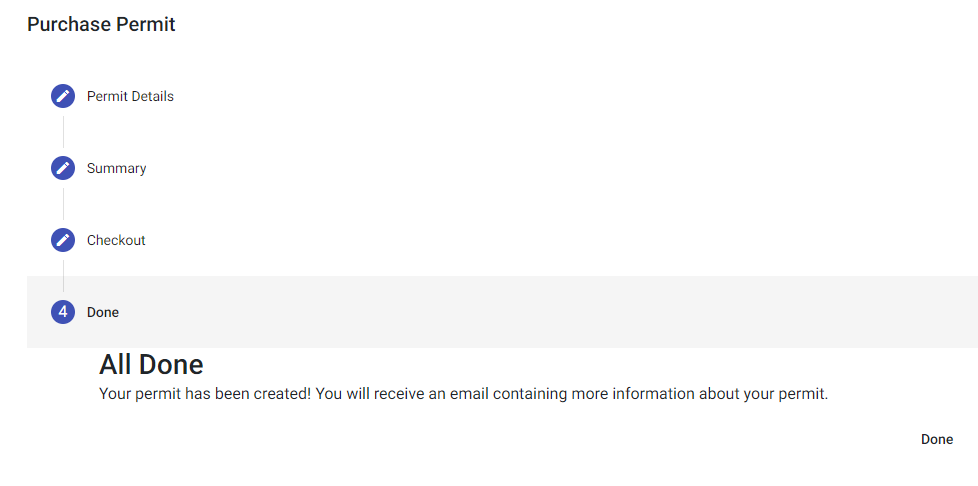 Purchase Permit
Permit Details
Summary
Checkout
4 Done
All Done
Your permit has been created! You will receive an email containing more information about your permit.
Done